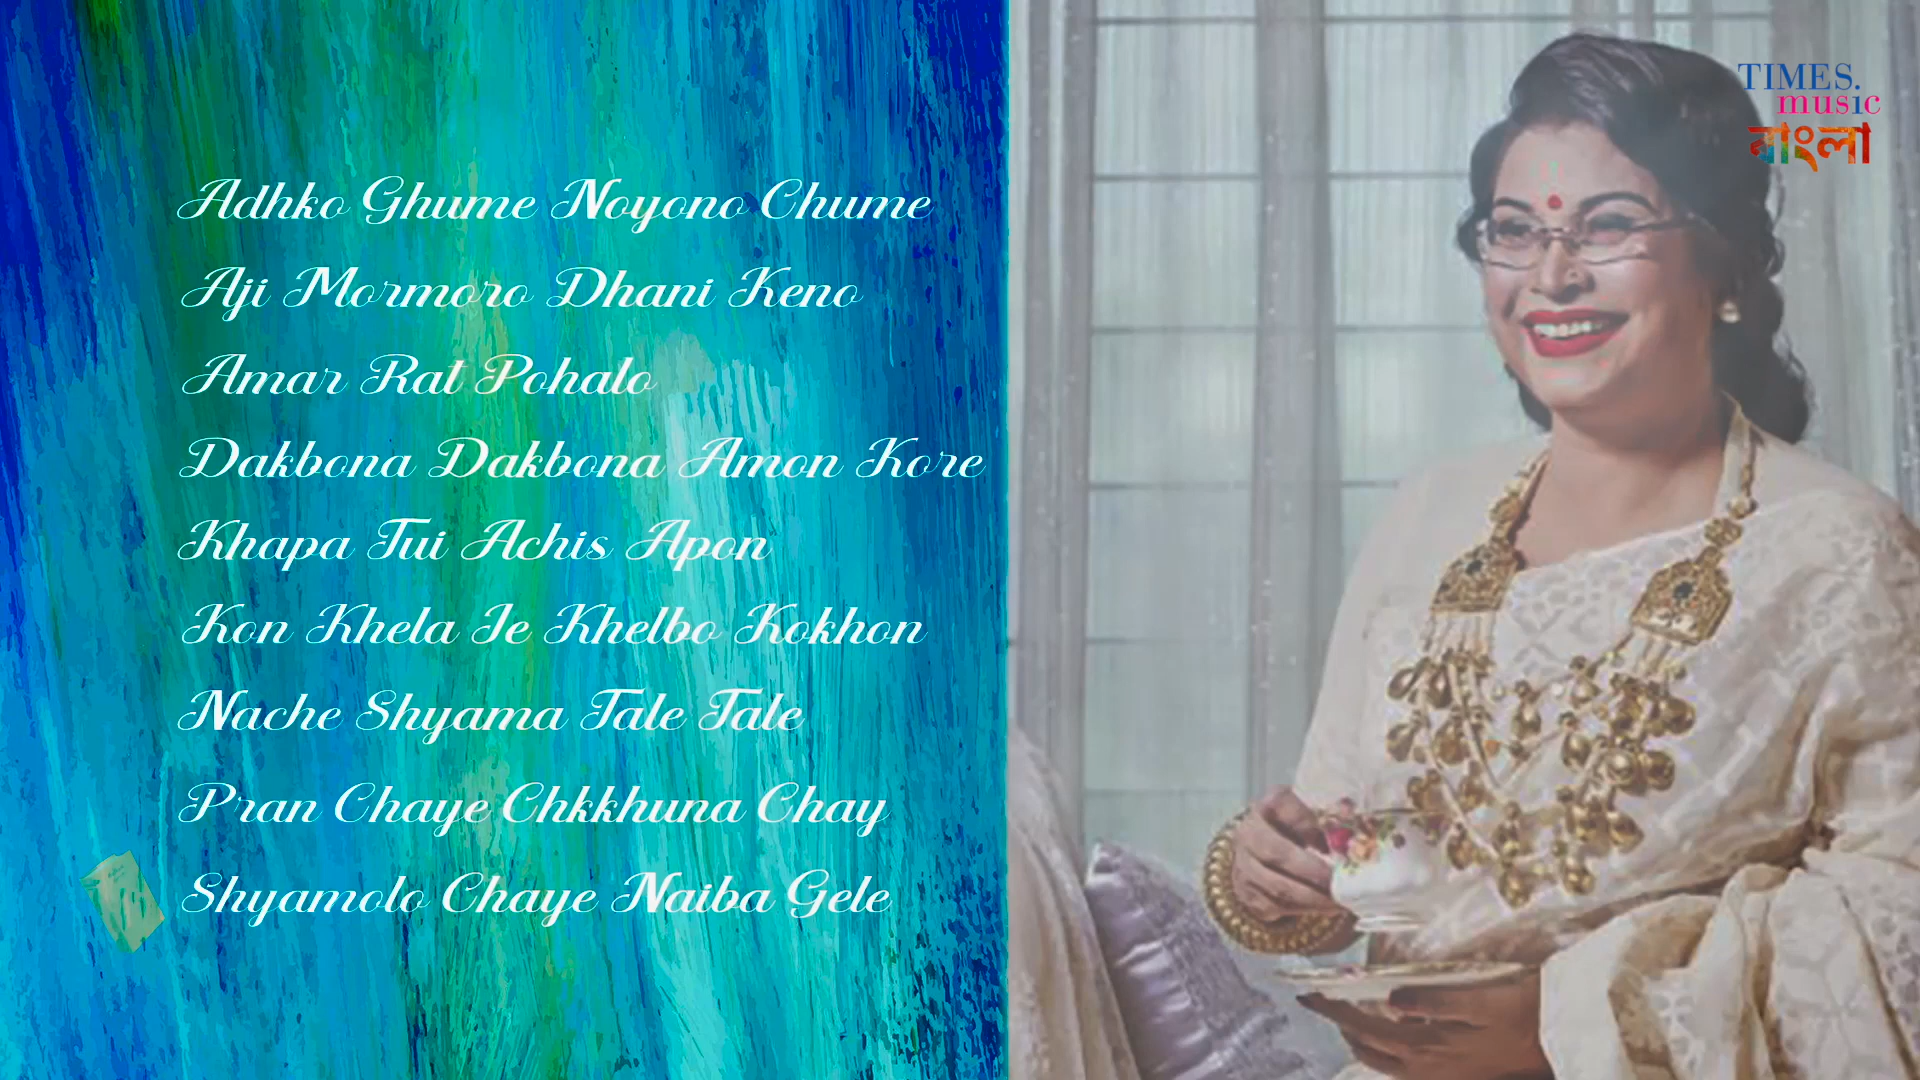 Adhko Ghume Noyono Chume
Aji Mormoro Dhani Keno
Amar Rat Pohalo
Dakbona Dakbona Amon Kore
Khapa Tui Achis Apon
Kon Khela Je Khelbo Kokhon
Nache Shyama Tale Tale
Pran Chaye Chkkhuna Chay
Shyamolo Chaye Naiba Gele
TIMES.
music
বাংলা